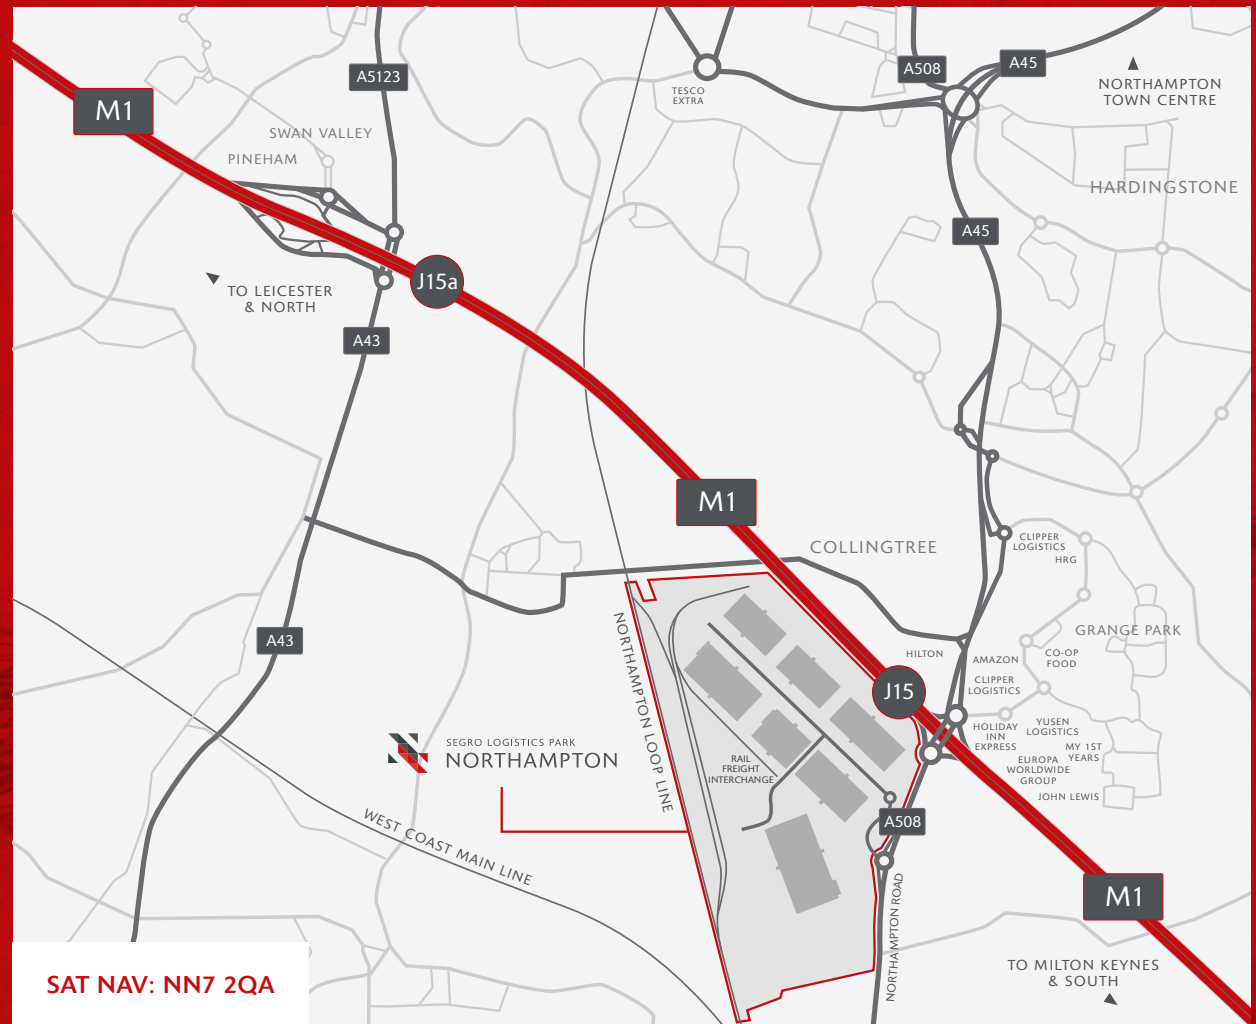 A5123
A508
A45
TESCO
EXTRA
NORTHAMPTON
TOWN CENTRE
M1
SWAN VALLEY
PINEHAM
HARDINGSTONE
A45
J15a
TO LEICESTER
& NORTH
A43
M1
COLLINGTREE
CLIPPER
LOGISTICS
HRG
GRANGE PARK
A43
NORTHAMPTON LOOP LINE
HILTON
AMAZON
CO-OP
FOOD
CLIPPER
LOGISTICS
J15
HOLIDAY
INN
EXPRESS
YUSEN
LOGISTICS
MY 1ST
YEARS
EUROPA
WORLDWIDE
GROUP
JOHN LEWIS
SEGRO LOGISTICS PARK
NORTHAMPTON
RAIL
FREIGHT
INTERCHANGE
A508
WEST COAST MAIN LINE
NORTHAMPTON ROAD
M1
TO MILTON KEYNES
& SOUTH
SAT NAV: NN7 2QA